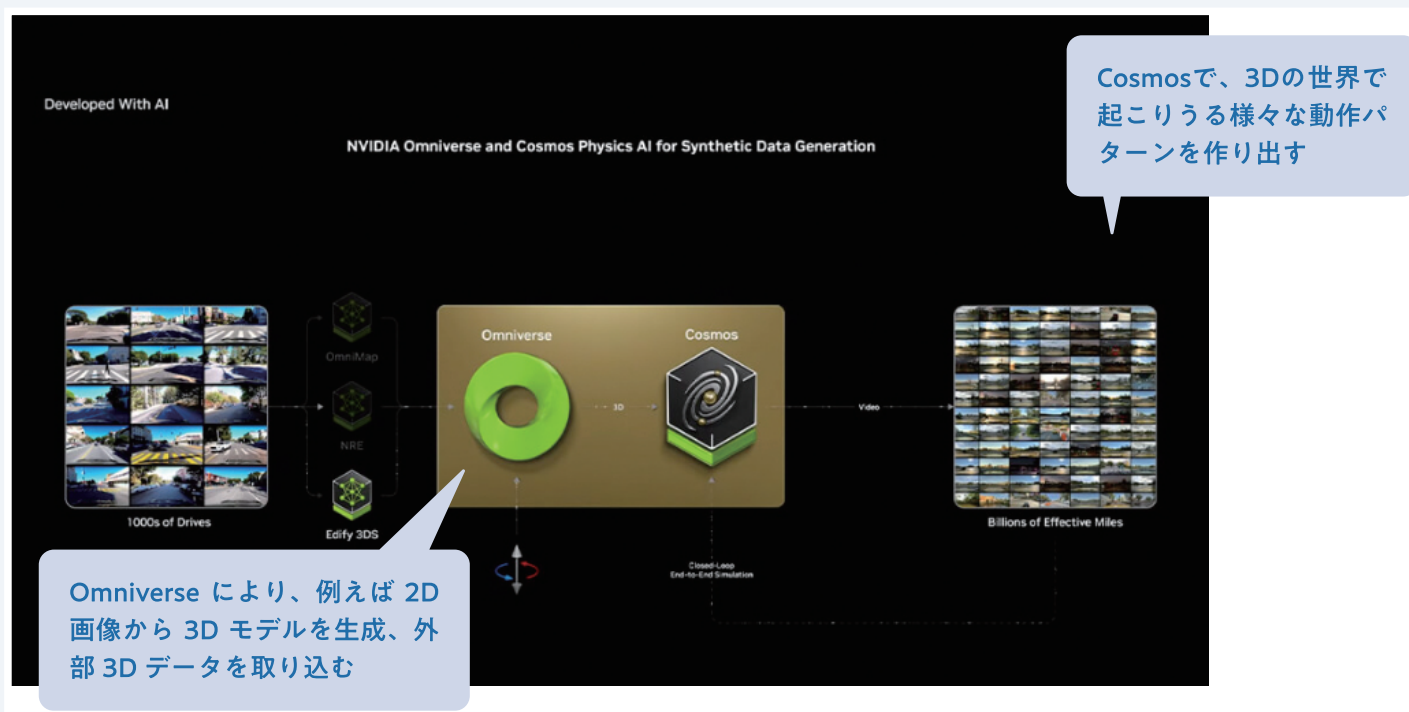 Developed With AI
NVIDIA Omniverse and Cosmos Physics AI for Synthetic Data Generation
Cosmosで、3Dの世界で
起こりうる様々な動作パ
ターンを作り出す
OmniMap
NRE
Edify 3DS
1000s of Drives
Omniverse
3D
Cosmos
Video
Billions of Effective Miles
Closed-Loop
End-to-End Simulation
Omniverse により、例えば 2D
画像から 3D モデルを生成、外
部 3D データを取り込む